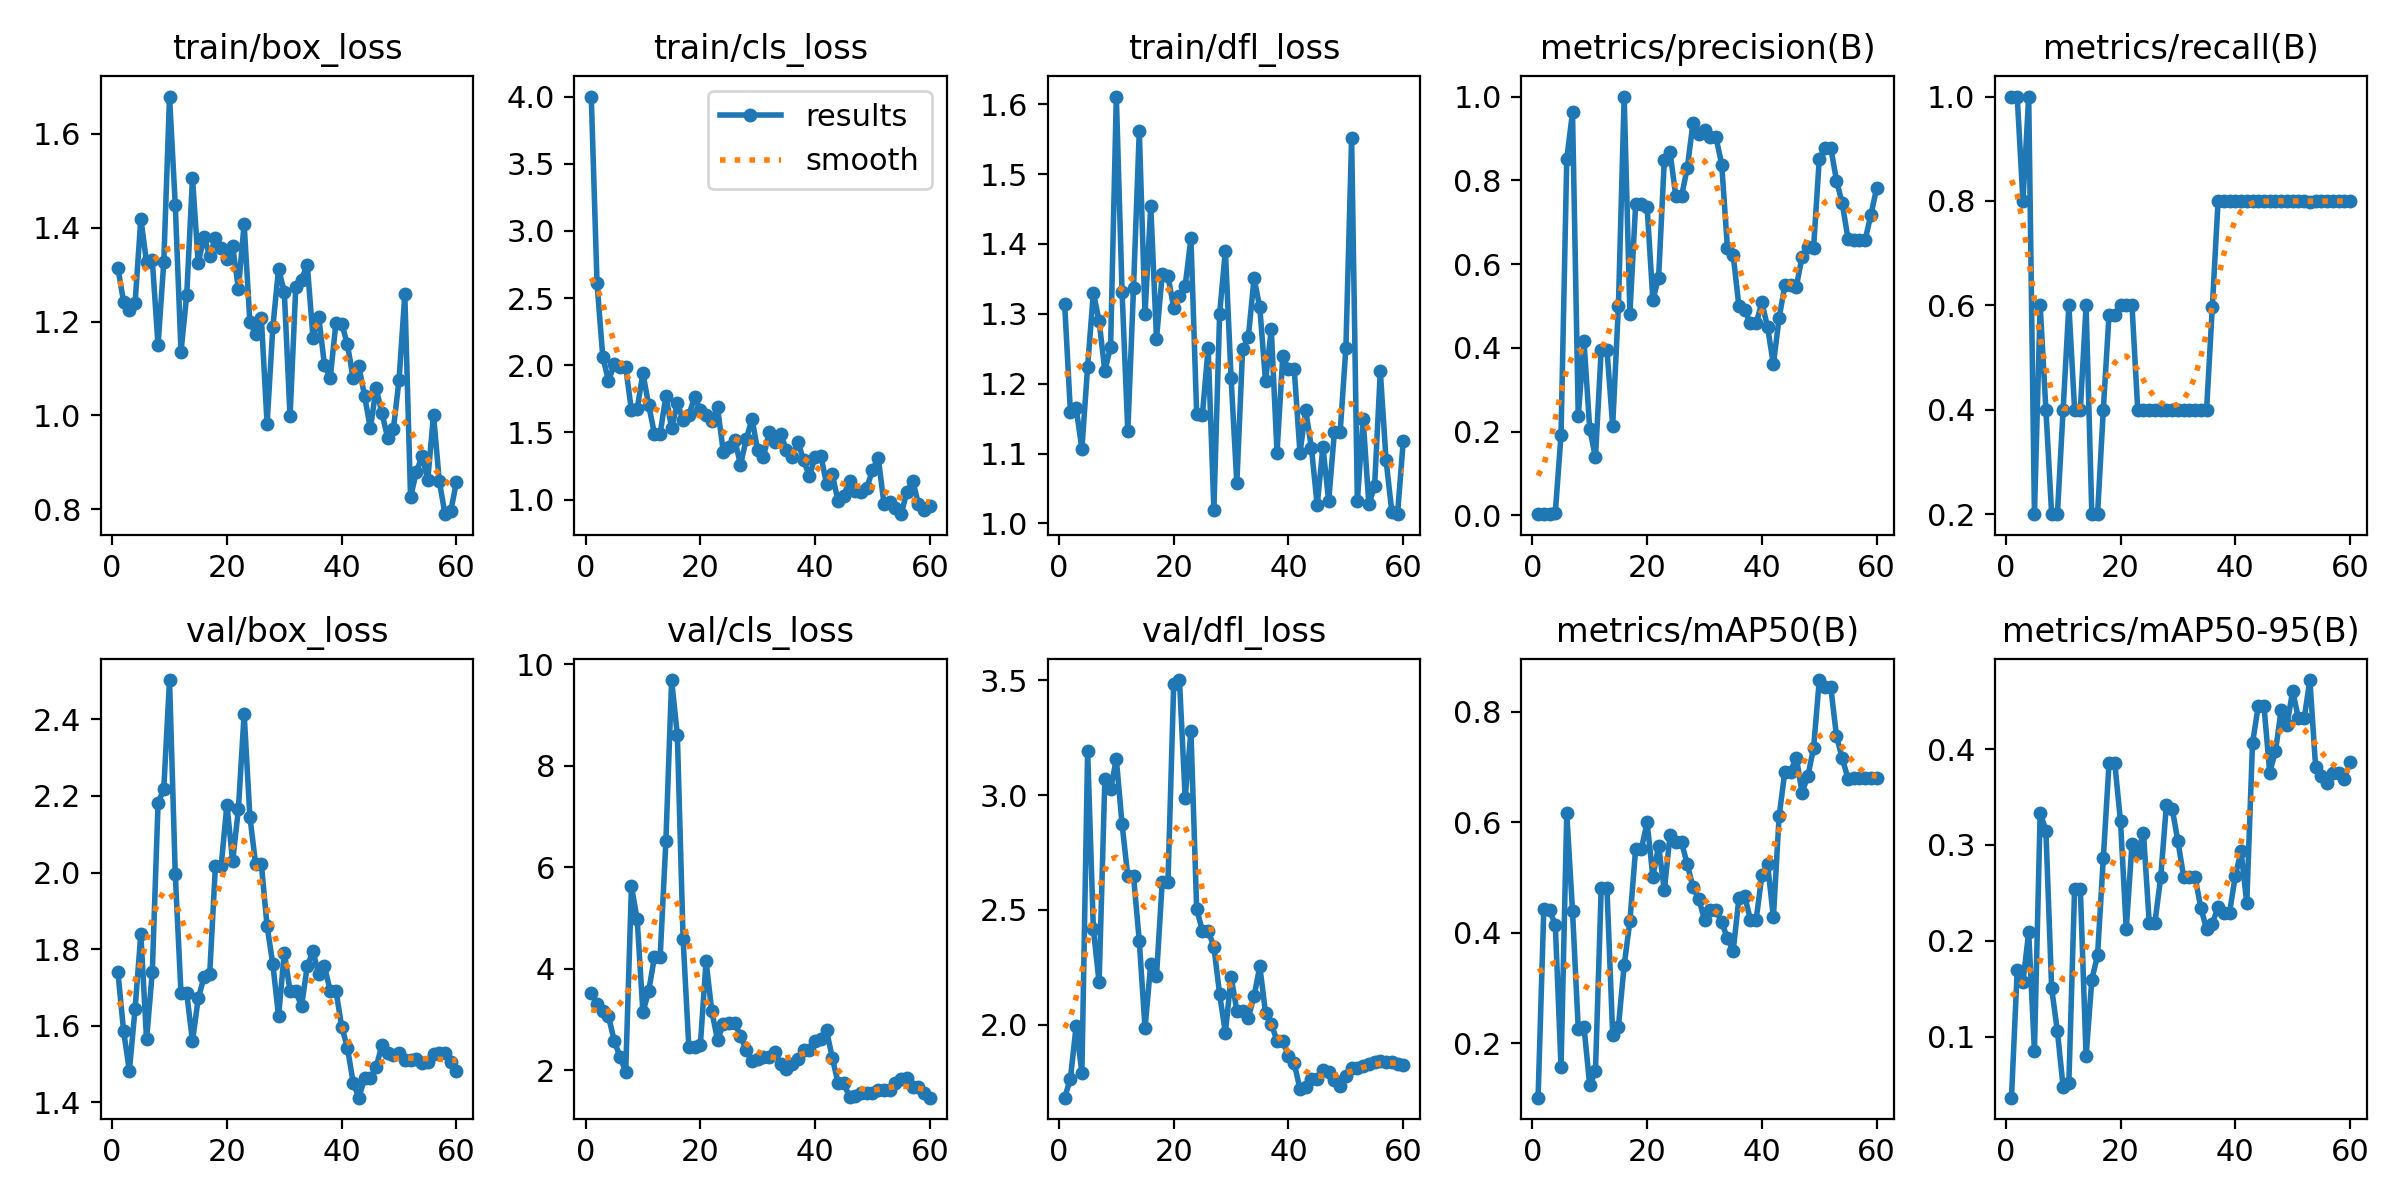 train/box_loss
1.6
1.4
1.2
1.0
0.8
0 20 40 60
train/cls_loss
4.0
3.5
3.0
2.5
2.0
1.5
1.0
results
smooth
0 20 40 60
train/dfl_loss
1.6
1.5
1.4
1.3
1.2
1.1
1.0
0 20 40 60
metrics/precision(B)
1.0
0.8
0.6
0.4
0.2
0.0
0 20 40 60
metrics/recall(B)
1.0
0.8
0.6
0.4
0.2
0 20 40 60
val/box_loss
2.4
2.2
2.0
1.8
1.6
1.4
0 20 40 60
val/cls_loss
10
8
6
4
2
0 20 40 60
val/dfl_loss
3.5
3.0
2.5
2.0
0 20 40 60
metrics/mAP50(B)
0.8
0.6
0.4
0.2
0 20 40 60
metrics/mAP50-95(B)
0.4
0.3
0.2
0.1
0 20 40 60